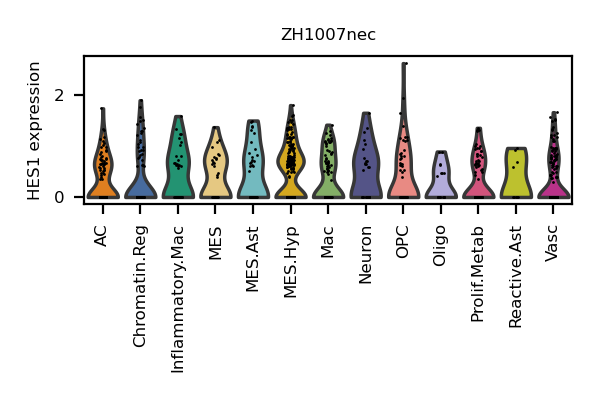 ZH1007nec
HES1 expression
2
0
AC
Chromatin.Reg
Inflammatory.Mac
MES
MES.Ast
MES.Hyp
Mac
Neuron
OPC
Oligo
Prolif.Metab
Reactive.Ast
Vasc